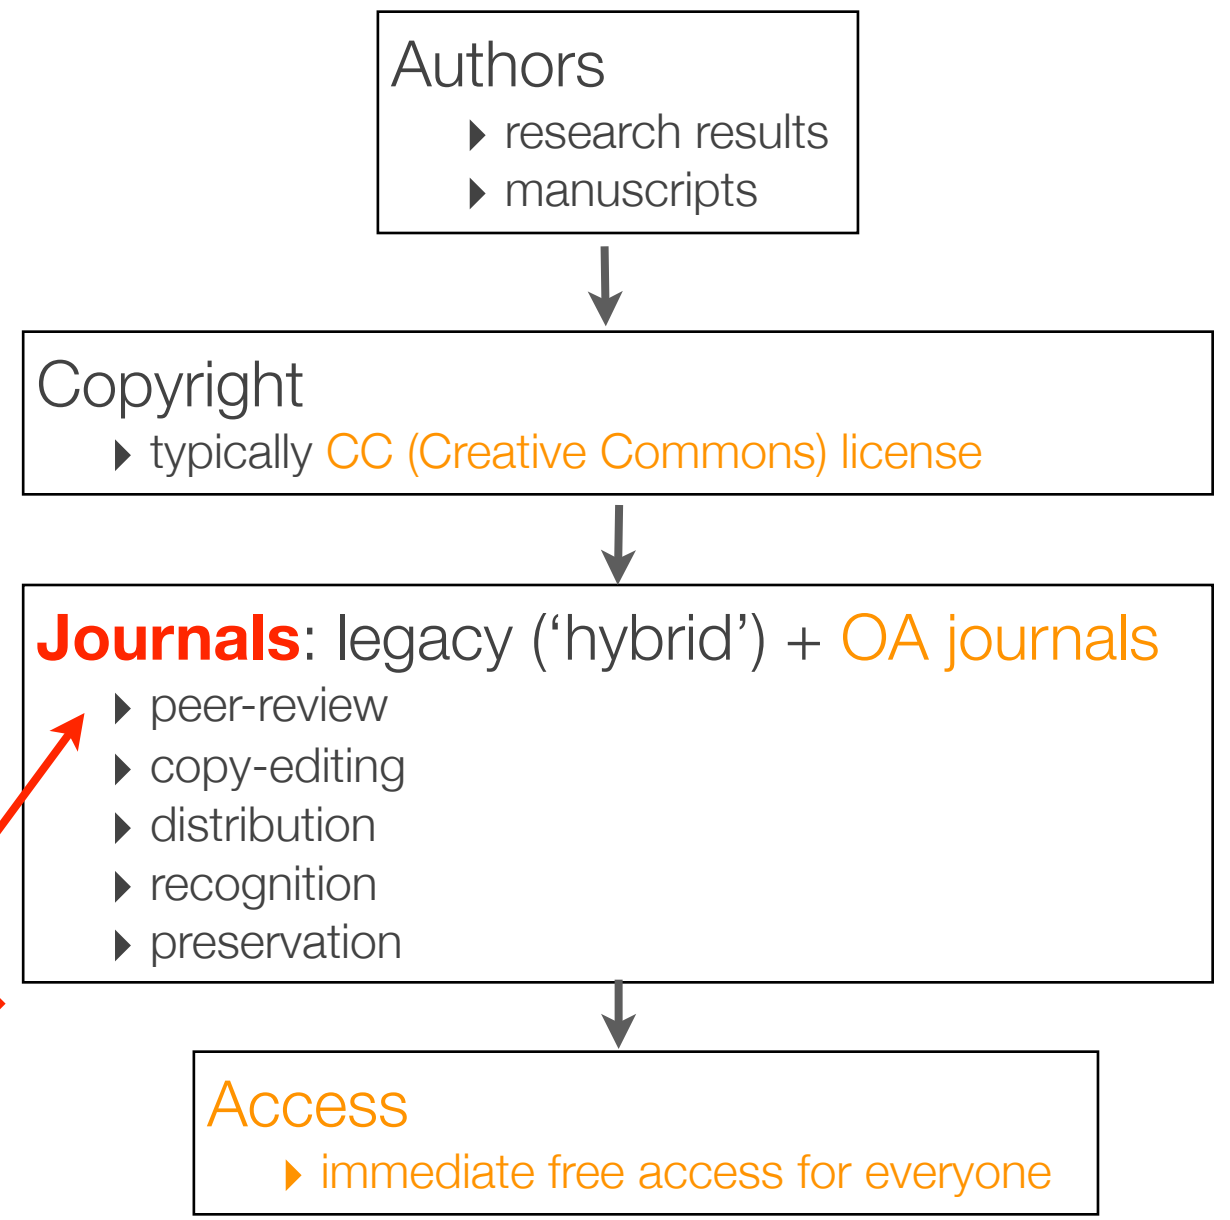 Authors
▸ research results
▸ manuscripts
Copyright
▸ typically CC (Creative Commons) license
Journals: legacy (‘hybrid’) + OA journals
▸ peer-review
▸ copy-editing
▸ distribution
▸ recognition
▸ preservation
Access
▸ immediate free access for everyone